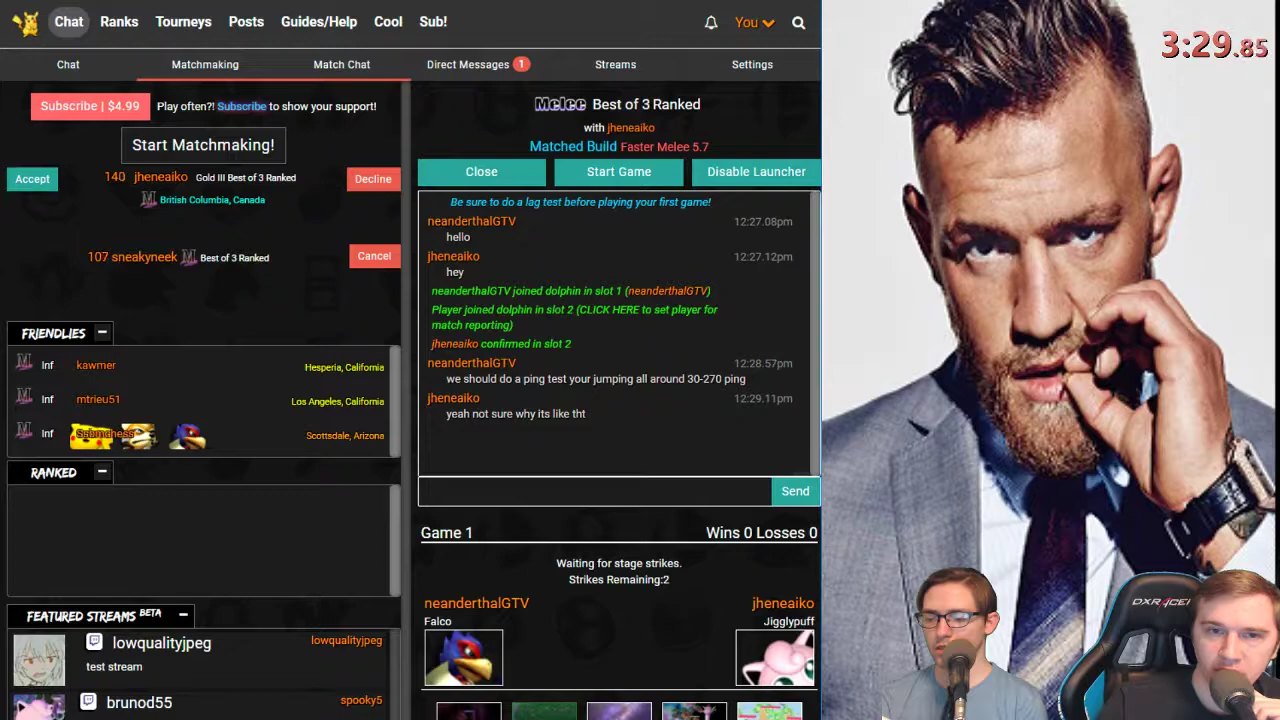 Chat Ranks Tourneys Posts Guides/Help Cool Sub! You
Chat Matchmaking Match Chat Direct Messages 1 Streams Settings
Subscribe | $4.99 Play often?! Subscribe to show your support!
Start Matchmaking!
Accept 140 jheneaiko Gold III Best of 3 Ranked Decline
British Columbia, Canada
107 sneakyneek Best of 3 Ranked Cancel
FRIENDLIES
Inf kawmer Hesperia, California
Inf mtrieu51 Los Angeles, California
Inf Ssbmdhess Scottsdale, Arizona
RANKED
FEATURED STREAMS BETA
lowqualityjpeg lowqualityjpeg
test stream
brunod55 spooky5
Melee Best of 3 Ranked
with jheneaiko
Matched Build Faster Melee 5.7
Close Start Game Disable Launcher
Be sure to do a lag test before playing your first game!
neanderthalGTV 12:27.08pm
hello
jheneaiko 12:27.12pm
hey
neanderthalGTV joined dolphin in slot 1 (neanderthalGTV)
Player joined dolphin in slot 2 (CLICK HERE to set player for
match reporting)
jheneaiko confirmed in slot 2
neanderthalGTV 12:28.57pm
we should do a ping test your jumping all around 30-270 ping
jheneaiko 12:29.11pm
yeah not sure why its like tht
Send
Game 1 Wins 0 Losses 0
Waiting for stage strikes.
Strikes Remaining:2
neanderthalGTV jheneaiko
Falco Jigglypuff
3:29.85
DXRACER